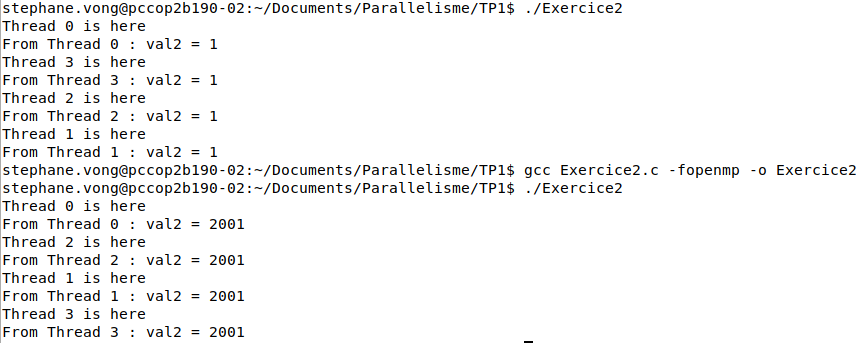 stephane.vong@pccop2b190-02:~/Documents/Parallelisme/TP1$ ./Exercice2
Thread 0 is here
From Thread 0 : val2 = 1
Thread 3 is here
From Thread 3 : val2 = 1
Thread 2 is here
From Thread 2 : val2 = 1
Thread 1 is here
From Thread 1 : val2 = 1
stephane.vong@pccop2b190-02:~/Documents/Parallelisme/TP1$ gcc Exercice2.c -fopenmp -o Exercice2
stephane.vong@pccop2b190-02:~/Documents/Parallelisme/TP1$ ./Exercice2
Thread 0 is here
From Thread 0 : val2 = 2001
Thread 2 is here
From Thread 2 : val2 = 2001
Thread 1 is here
From Thread 1 : val2 = 2001
Thread 3 is here
From Thread 3 : val2 = 2001